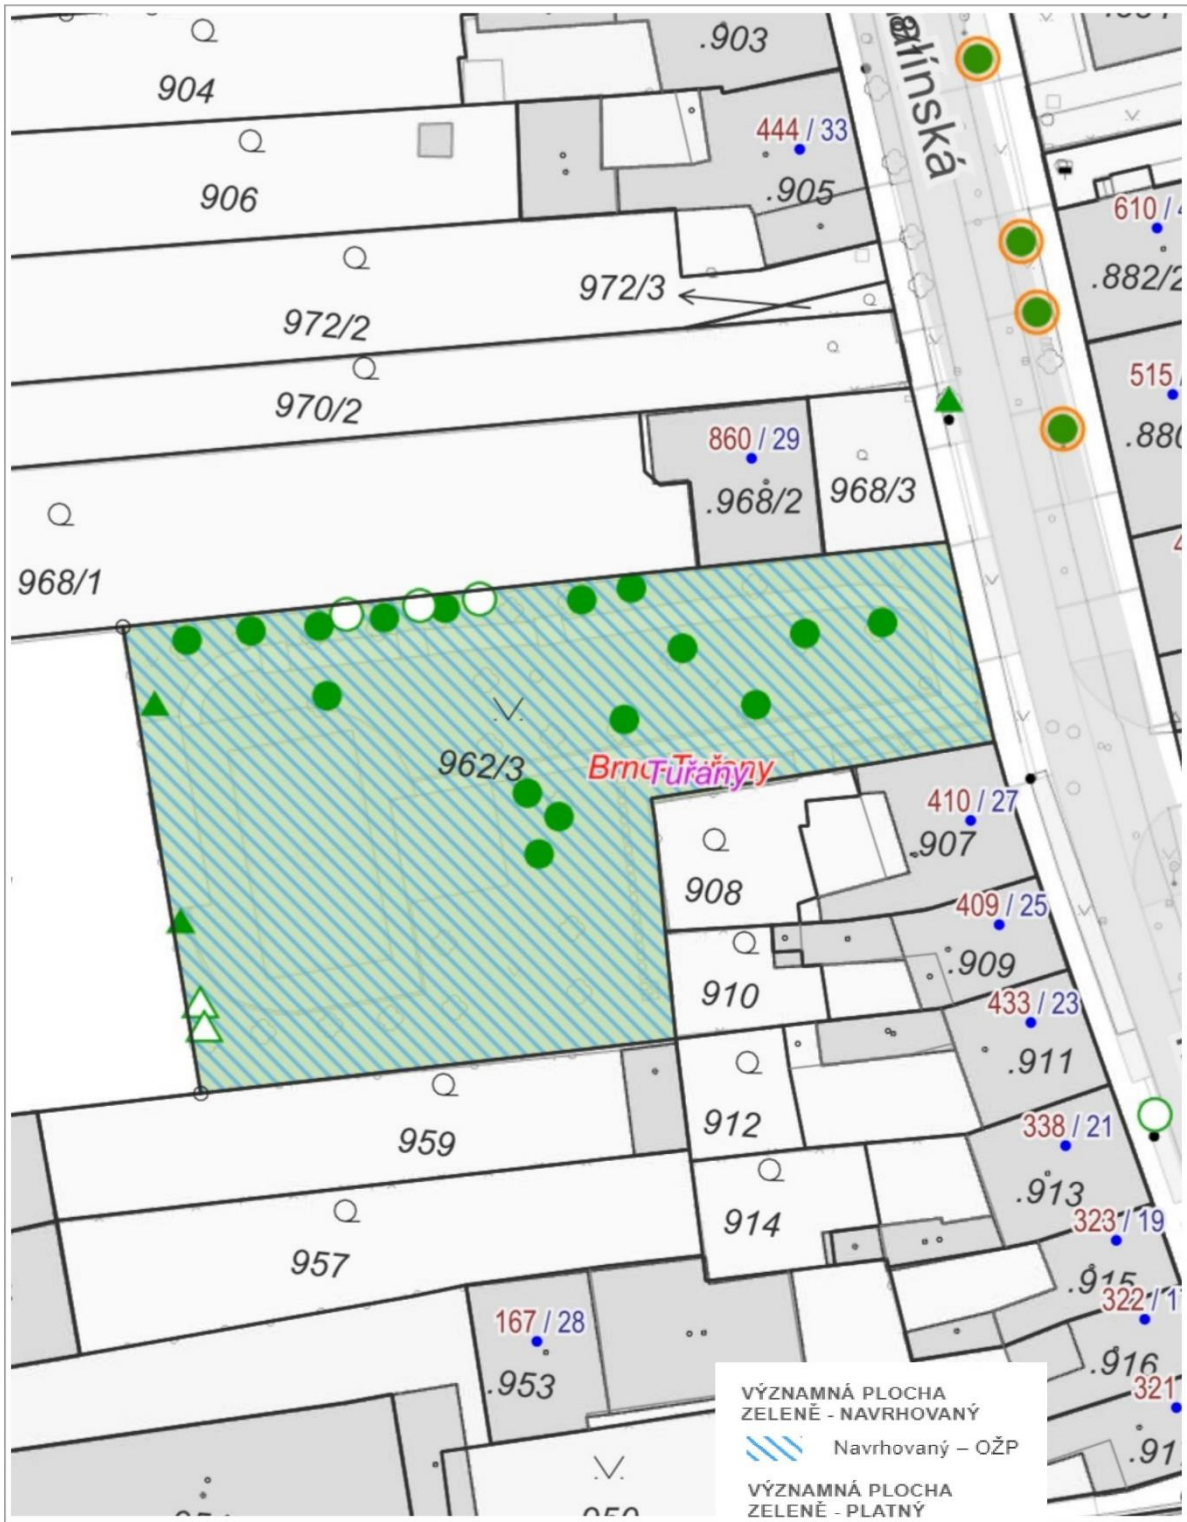 .903
904
444 / 33
.905
906
610 / 4
.882/2
972/3
972/2
970/2
515 /
.880
860 / 29
.968/2
968/3
968/1
962/3
Brno-Tuřany
Tuřany
410 / 27
.907
908
409 / 25
.909
910
433 / 23
.911
912
959
338 / 21
.913
914
323 / 19
957
.915
322 / 1
167 / 28
.916
.953
321
VÝZNAMNÁ PLOCHA
ZELENĚ - NAVRHOVANÝ
Navrhovaný – OŽP
.91
VÝZNAMNÁ PLOCHA
ZELENĚ - PLATNÝ